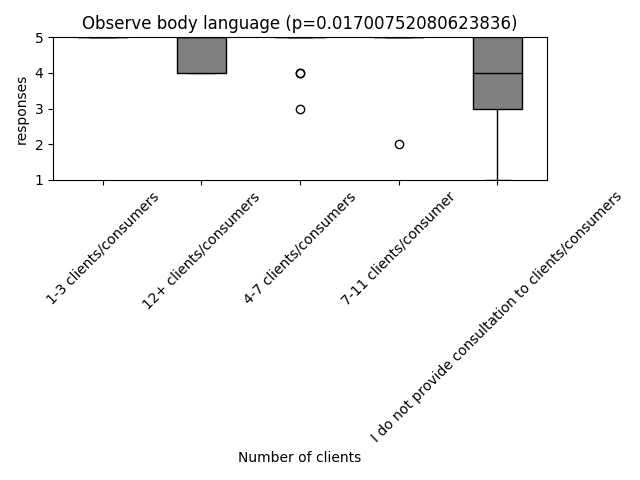 Observe body language (p=0.01700752080623836)
responses
5
4
3
2
1
1-3 clients/consumers
12+ clients/consumers
4-7 clients/consumers
7-11 clients/consumer
I do not provide consultation to clients/consumers
Number of clients